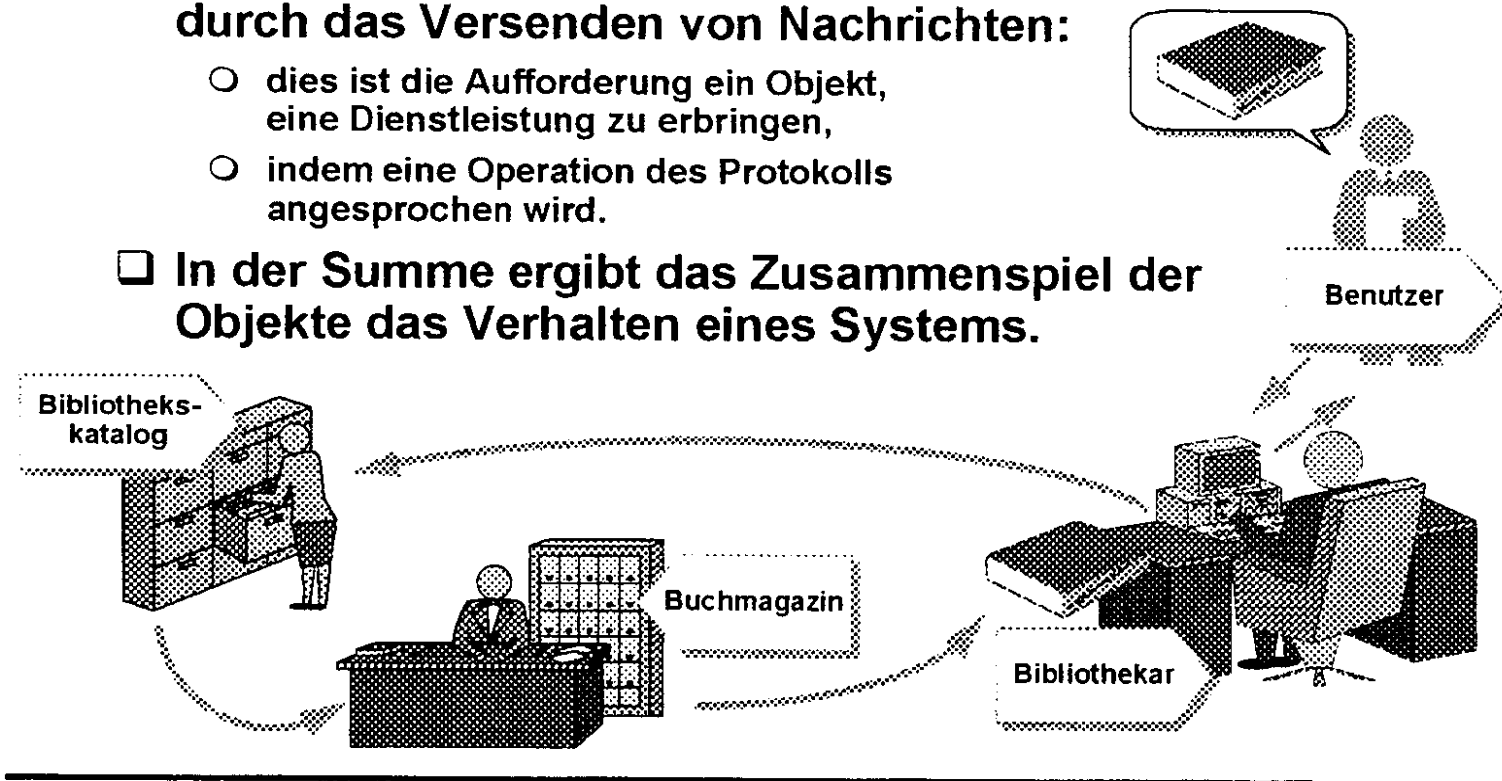 durch das Versenden von Nachrichten:
○ dies ist die Aufforderung ein Objekt,
eine Dienstleistung zu erbringen,
○ indem eine Operation des Protokolls
angesprochen wird.
❑ In der Summe ergibt das Zusammenspiel der
Objekte das Verhalten eines Systems.
Benutzer
Bibliotheks-
katalog
Buchmagazin
Bibliothekar